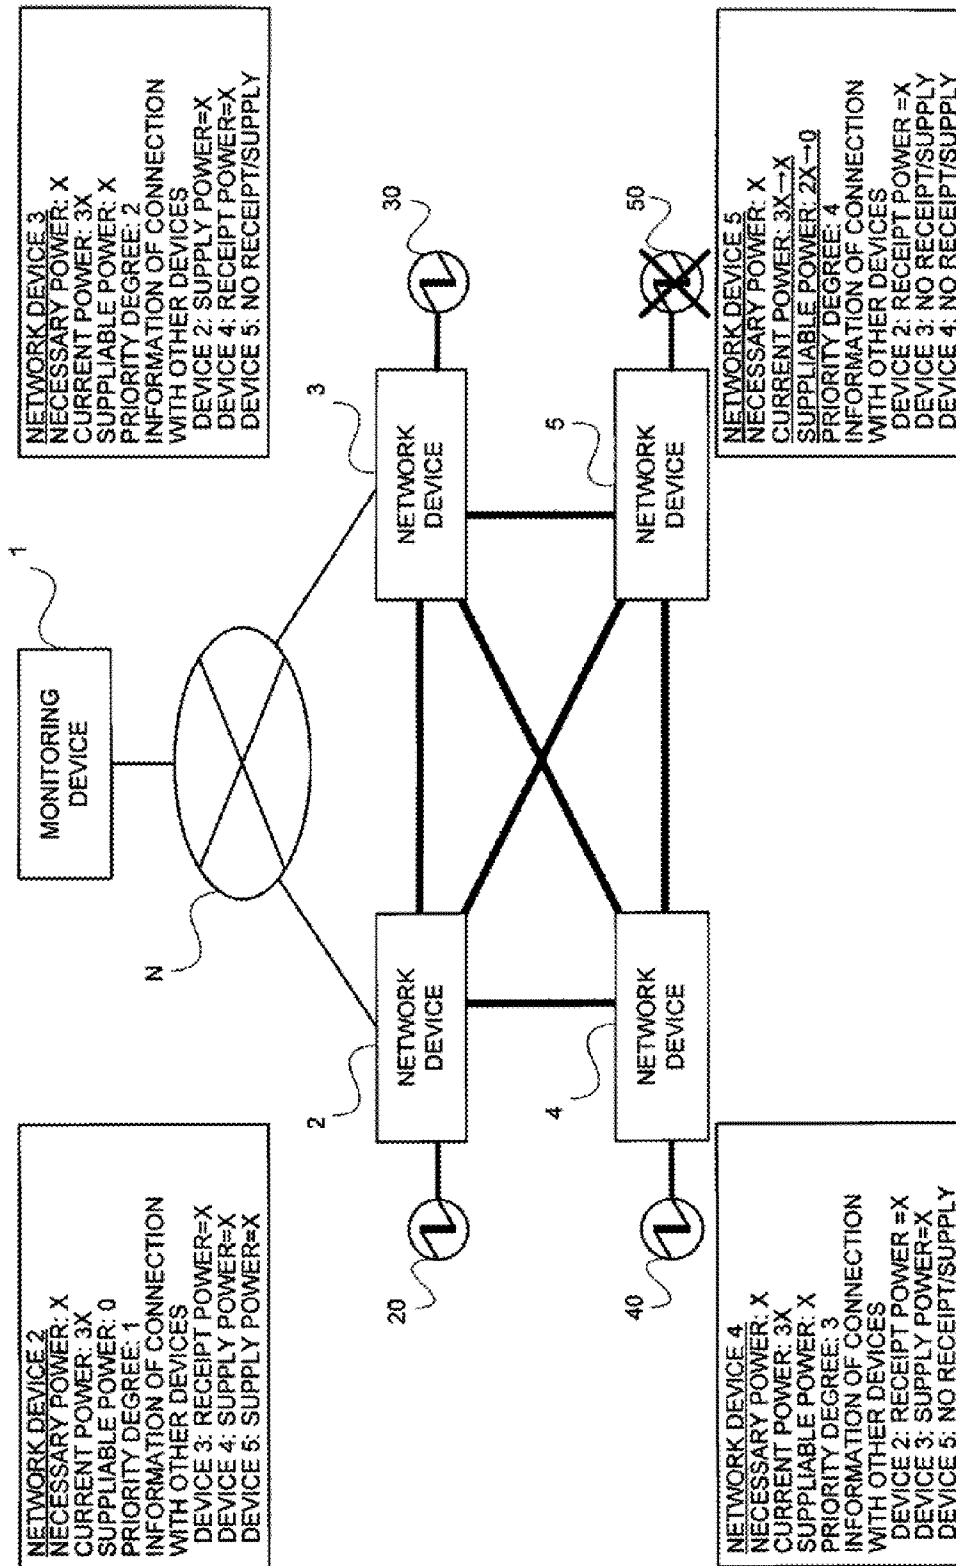 NETWORK DEVICE 2
NECESSARY POWER: X
CURRENT POWER: 3X
SUPPLIABLE POWER: 0
PRIORITY DEGREE: 1
INFORMATION OF CONNECTION
WITH OTHER DEVICES
DEVICE 3: RECEIPT POWER=X
DEVICE 4: SUPPLY POWER=X
DEVICE 5: SUPPLY POWER=X
MONITORING
DEVICE
1
N
NETWORK DEVICE 3
NECESSARY POWER: X
CURRENT POWER: 3X
SUPPLIABLE POWER: X
PRIORITY DEGREE: 2
INFORMATION OF CONNECTION
WITH OTHER DEVICES
DEVICE 2: SUPPLY POWER=X
DEVICE 4: RECEIPT POWER=X
DEVICE 5: NO RECEIPT/SUPPLY
2
NETWORK
DEVICE
20
3
NETWORK
DEVICE
30
4
NETWORK
DEVICE
40
5
NETWORK
DEVICE
50
NETWORK DEVICE 4
NECESSARY POWER: X
CURRENT POWER: 3X
SUPPLIABLE POWER: X
PRIORITY DEGREE: 3
INFORMATION OF CONNECTION
WITH OTHER DEVICES
DEVICE 2: RECEIPT POWER =X
DEVICE 3: SUPPLY POWER=X
DEVICE 5: NO RECEIPT/SUPPLY
NETWORK DEVICE 5
NECESSARY POWER: X
CURRENT POWER: 3X→X
SUPPLIABLE POWER: 2X→0
PRIORITY DEGREE: 4
INFORMATION OF CONNECTION
WITH OTHER DEVICES
DEVICE 2: RECEIPT POWER =X
DEVICE 3: NO RECEIPT/SUPPLY
DEVICE 4: NO RECEIPT/SUPPLY